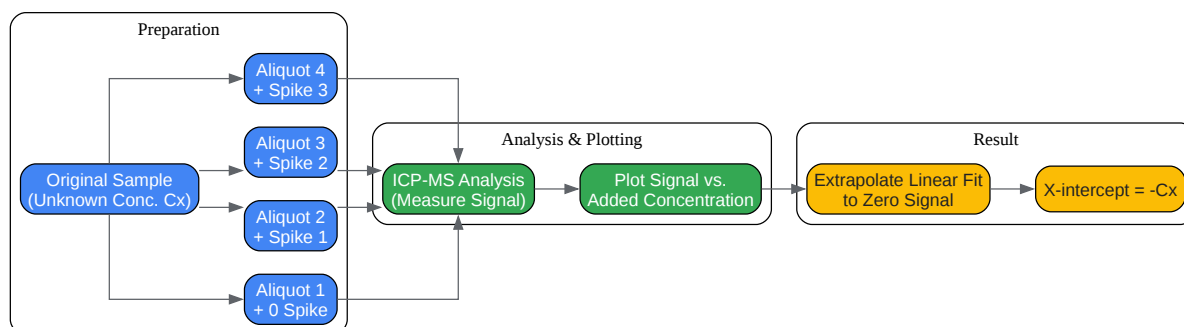 Preparation
Aliquot 4
+ Spike 3
Aliquot 3
+ Spike 2
Original Sample
(Unknown Conc. Cx)
Aliquot 2
+ Spike 1
Aliquot 1
+ 0 Spike
Analysis & Plotting
ICP-MS Analysis
(Measure Signal)
Plot Signal vs.
Added Concentration
Result
Extrapolate Linear Fit
to Zero Signal
X-intercept = -Cx